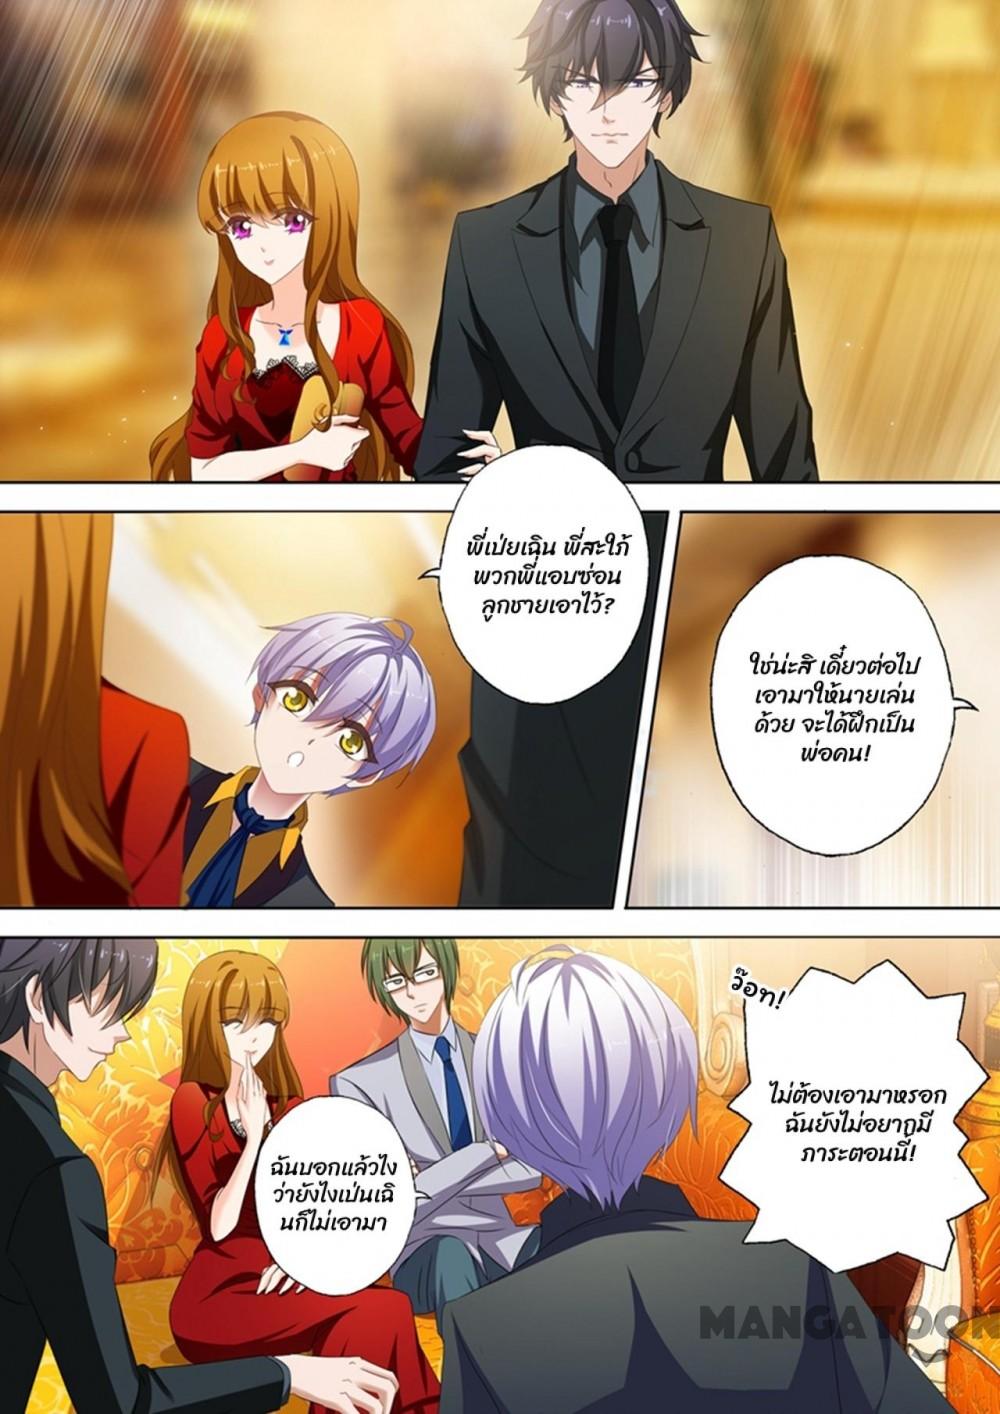 พี่เป่ยเฉิน พี่สะใภ้
พวกพี่แอบซ่อน
ลูกชายเอาไว้?
ใช่น่ะสิ เดี๋ยวต่อไป
เอามาให้นายเล่น
ด้วย จะได้ฝึกเป็น
พ่อคน!
ว๊อท!
ไม่ต้องเอามาหรอก
ฉันยังไม่อยากมี
ภาระตอนนี้!
ฉันบอกแล้วไง
ว่ายังไงเป่นเฉิ
นก็ไม่เอามา
MANGATOON